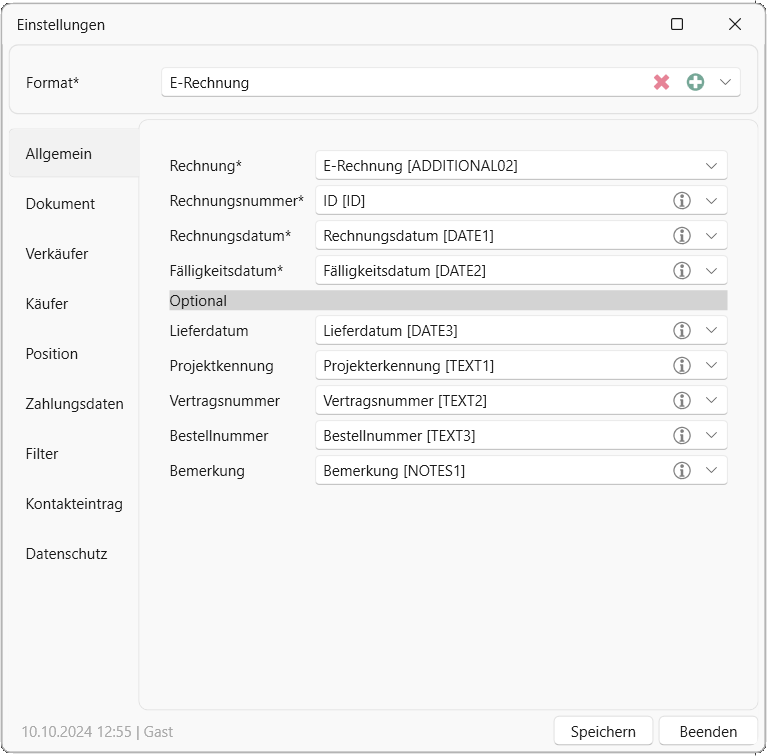 Einstellungen
Format* E-Rechnung
Allgemein
Dokument
Verkäufer
Käufer
Position
Zahlungsdaten
Filter
Kontakteintrag
Datenschutz
Rechnung* E-Rechnung [ADDITIONAL02]
Rechnungsnummer* ID [ID]
Rechnungsdatum* Rechnungsdatum [DATE1]
Fälligkeitsdatum* Fälligkeitsdatum [DATE2]
Optional
Lieferdatum Lieferdatum [DATE3]
Projektkennung Projekterkennung [TEXT1]
Vertragsnummer Vertragsnummer [TEXT2]
Bestellnummer Bestellnummer [TEXT3]
Bemerkung Bemerkung [NOTES1]
10.10.2024 12:55 | Gast
Speichern Beenden